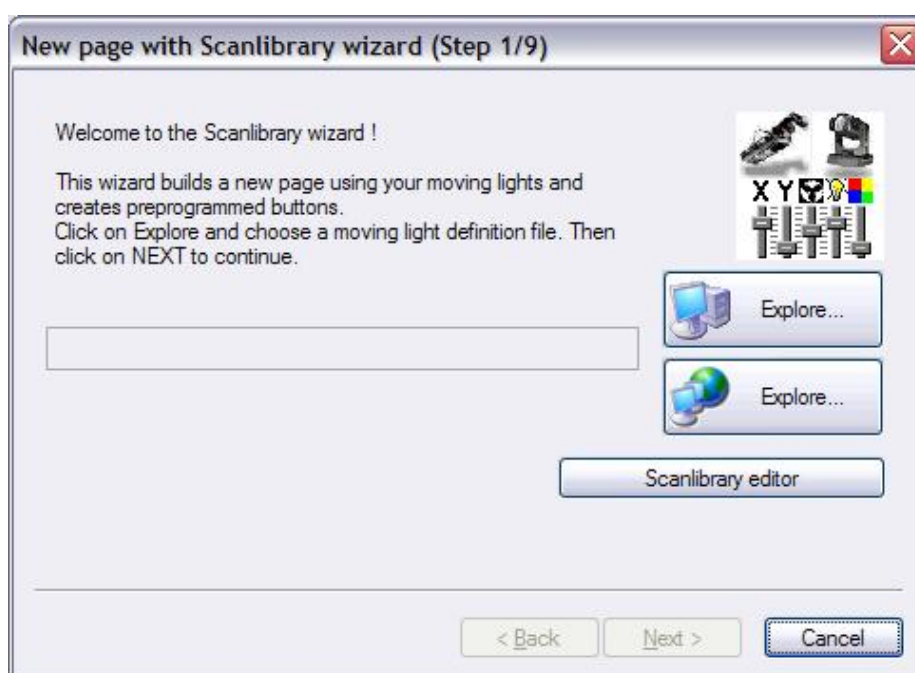 New page with Scanlibrary wizard (Step 1/9)
Welcome to the Scanlibrary wizard !
This wizard builds a new page using your moving lights and
creates preprogrammed buttons.
Click on Explore and choose a moving light definition file. Then
click on NEXT to continue.
X Y
Explore...
Explore...
Scanlibrary editor
< Back
Next >
Cancel